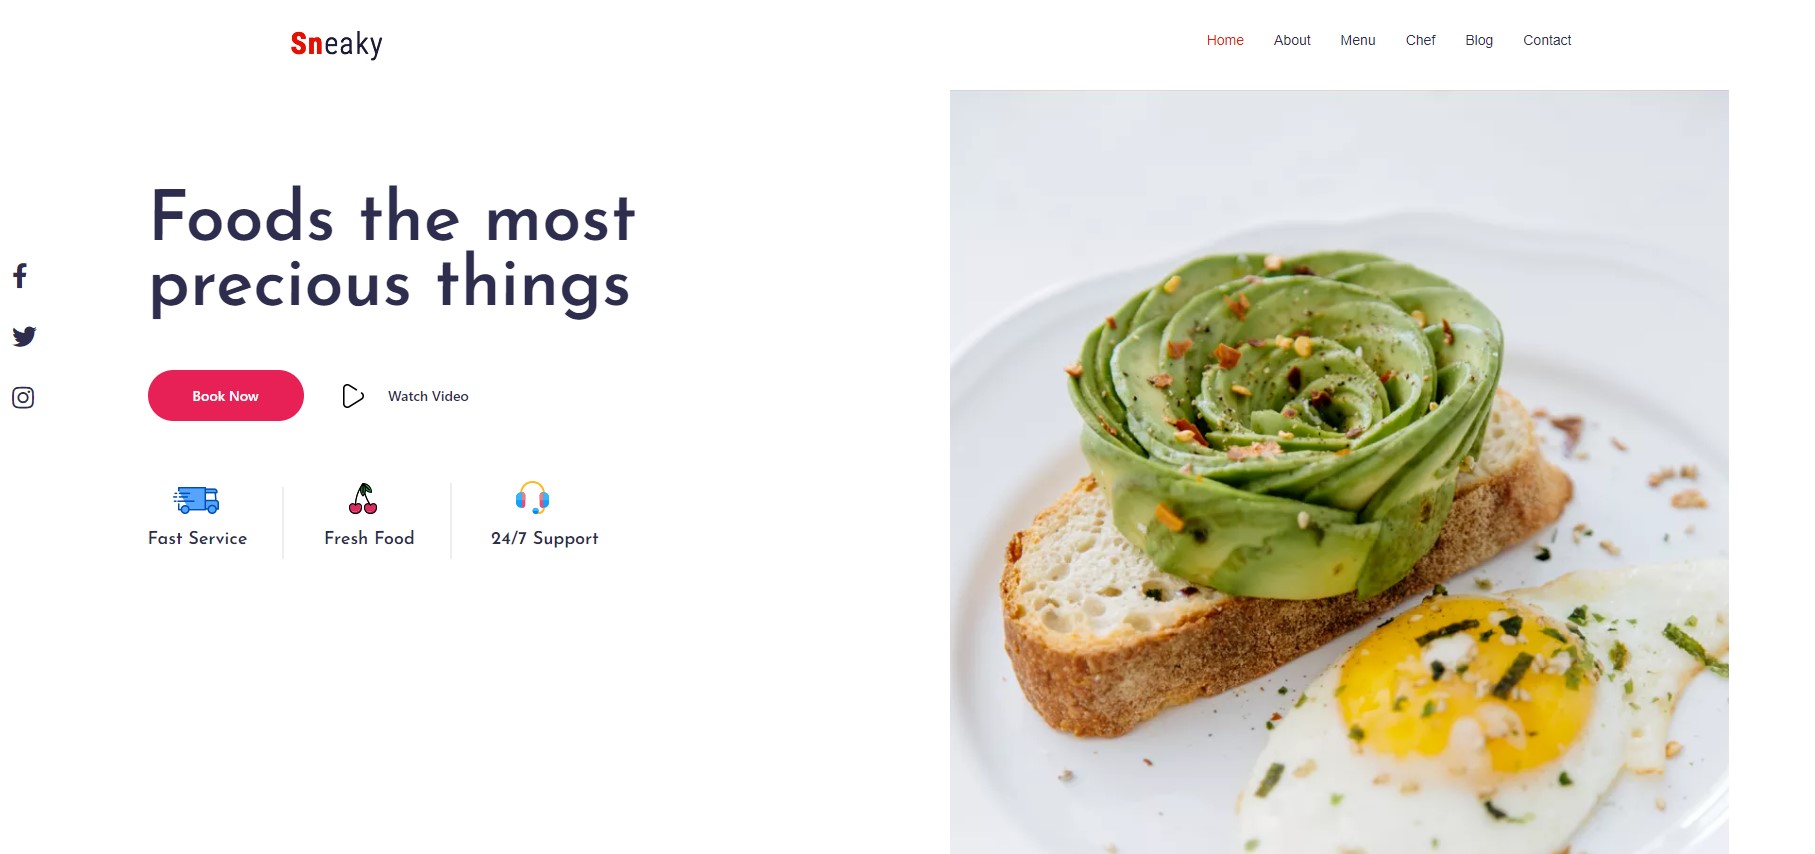 Sneaky
Home About Menu Chef Blog Contact
Foods the most
precious things
Book Now
Watch Video
Fast Service
Fresh Food
24/7 Support